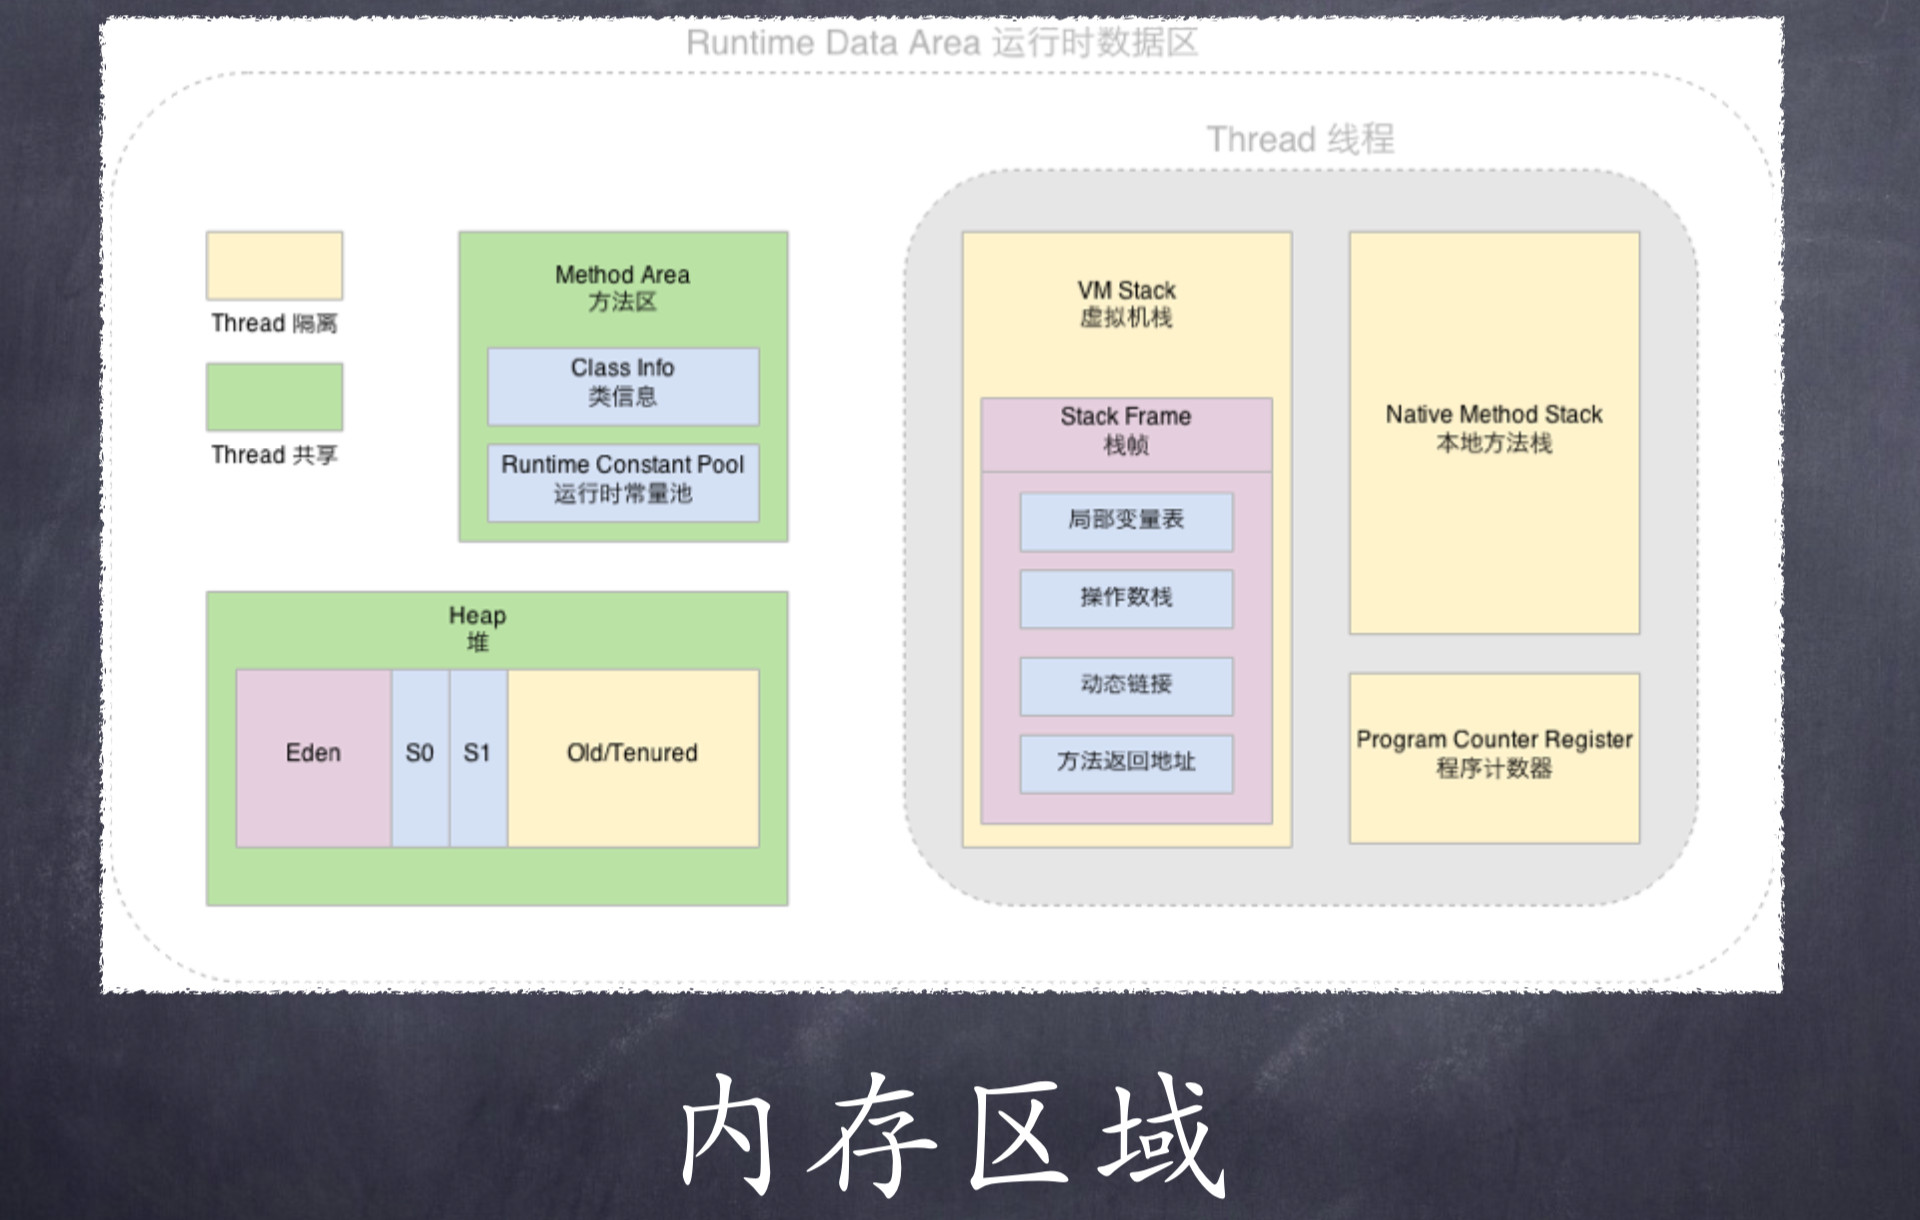 Runtime Data Area 运行时数据区
Thread 线程
Thread 隔离
Thread 共享
Method Area
方法区
Class Info
类信息
Runtime Constant Pool
运行时常量池
Heap
堆
Eden
S0
S1
Old/Tenured
VM Stack
虚拟机栈
Stack Frame
栈帧
局部变量表
操作数栈
动态链接
方法返回地址
Native Method Stack
本地方法栈
Program Counter Register
程序计数器
内存区域